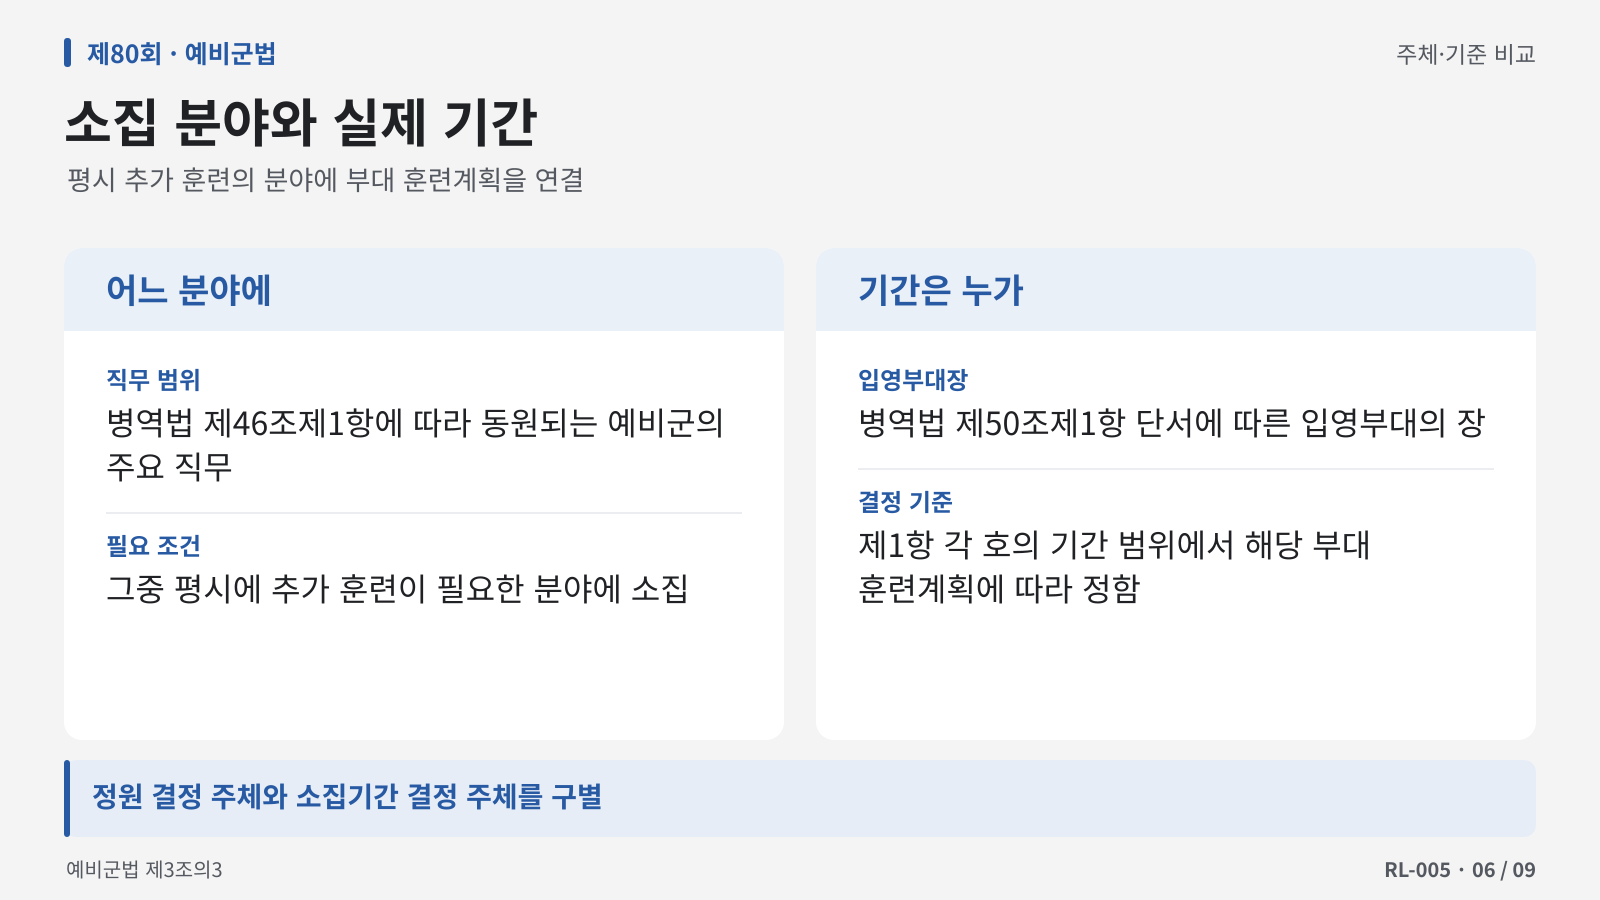 제80회 · 예비군법
주체·기준 비교
소집 분야와 실제 기간
평시 추가 훈련의 분야에 부대 훈련계획을 연결
어느 분야에
직무 범위
병역법 제46조제1항에 따라 동원되는 예비군의
주요 직무
필요 조건
그중 평시에 추가 훈련이 필요한 분야에 소집
기간은 누가
입영부대장
병역법 제50조제1항 단서에 따른 입영부대의 장
결정 기준
제1항 각 호의 기간 범위에서 해당 부대
훈련계획에 따라 정함
정원 결정 주체와 소집기간 결정 주체를 구별
예비군법 제3조의3
RL-005 · 06 / 09